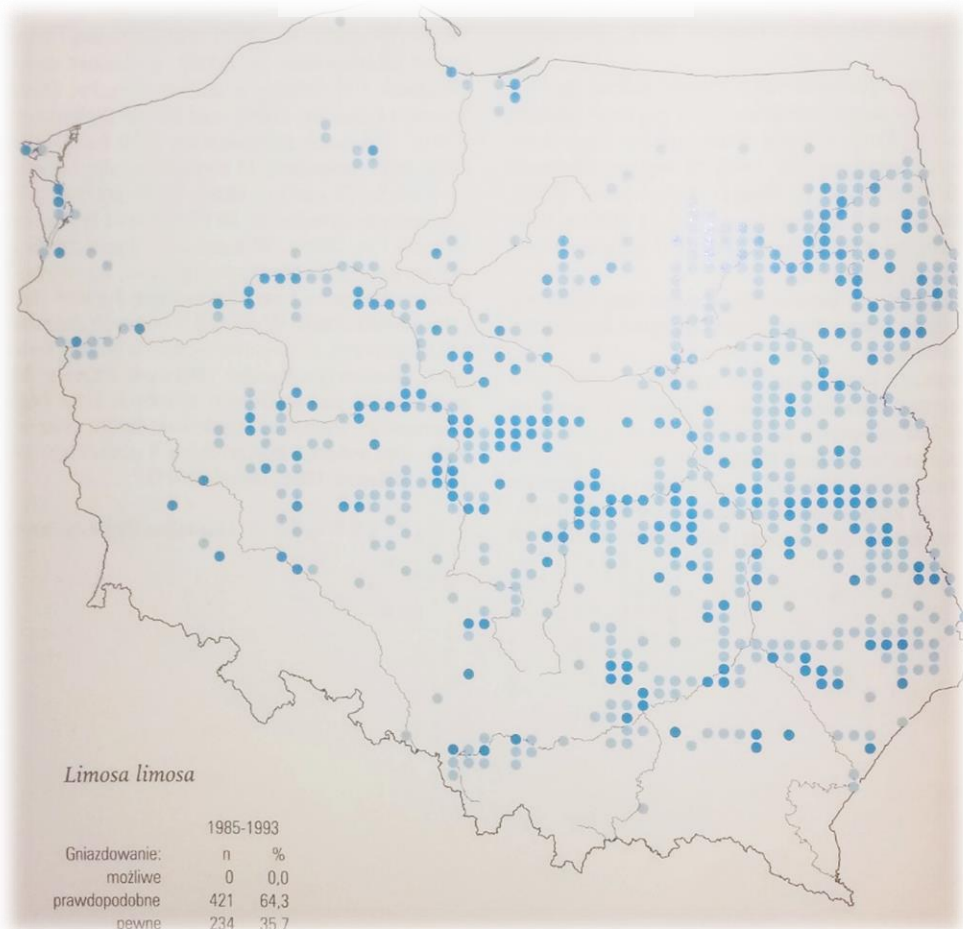 Limosa limosa
1985-1993
Gniazdowanie: n %
możliwe 0 0,0
prawdopodobne 421 64,3
pewne 234 35,7